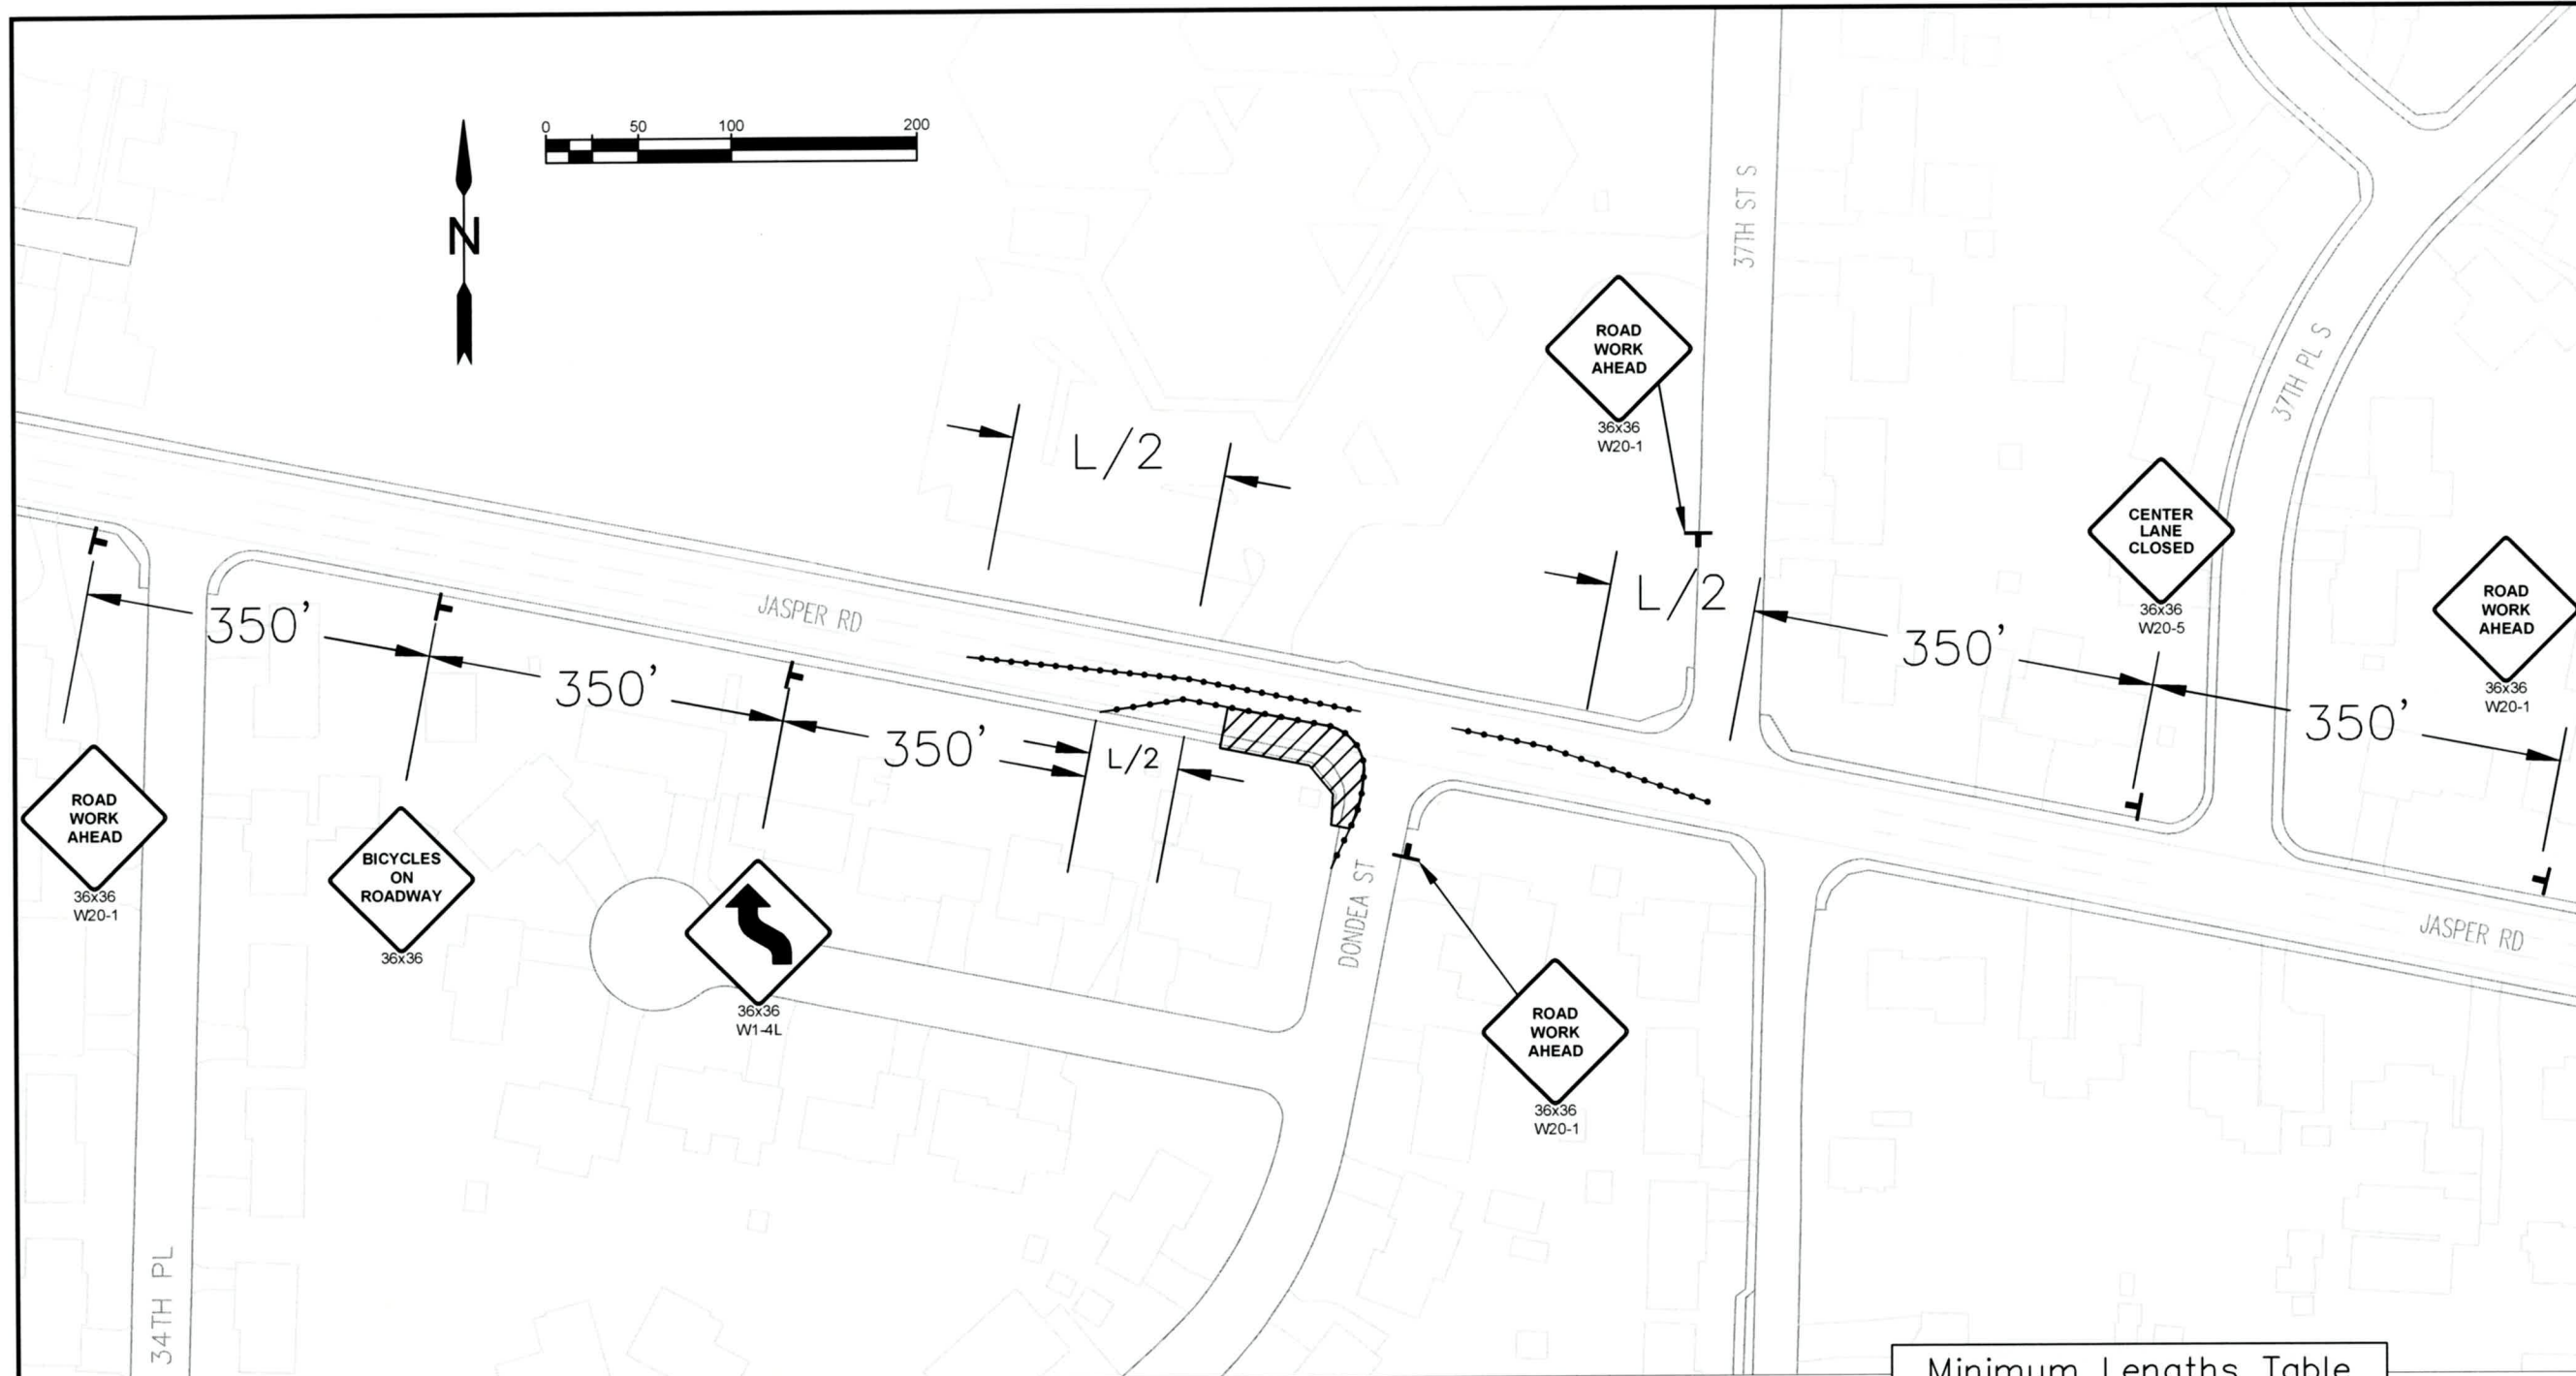 0 50 100 200
N
37TH ST S
ROAD
WORK
AHEAD
36x36
W20-1
37TH PL S
L/2
CENTER
LANE
CLOSED
36x36
W20-5
ROAD
WORK
AHEAD
36x36
W20-1
L/2
JASPER RD
350'
350'
350'
L/2
350'
350'
ROAD
WORK
AHEAD
36x36
W20-1
BICYCLES
ON
ROADWAY
36x36
36x36
W1-4L
DONDEA ST
JASPER RD
ROAD
WORK
AHEAD
36x36
W20-1
34TH PL
Minimum Lengths Table